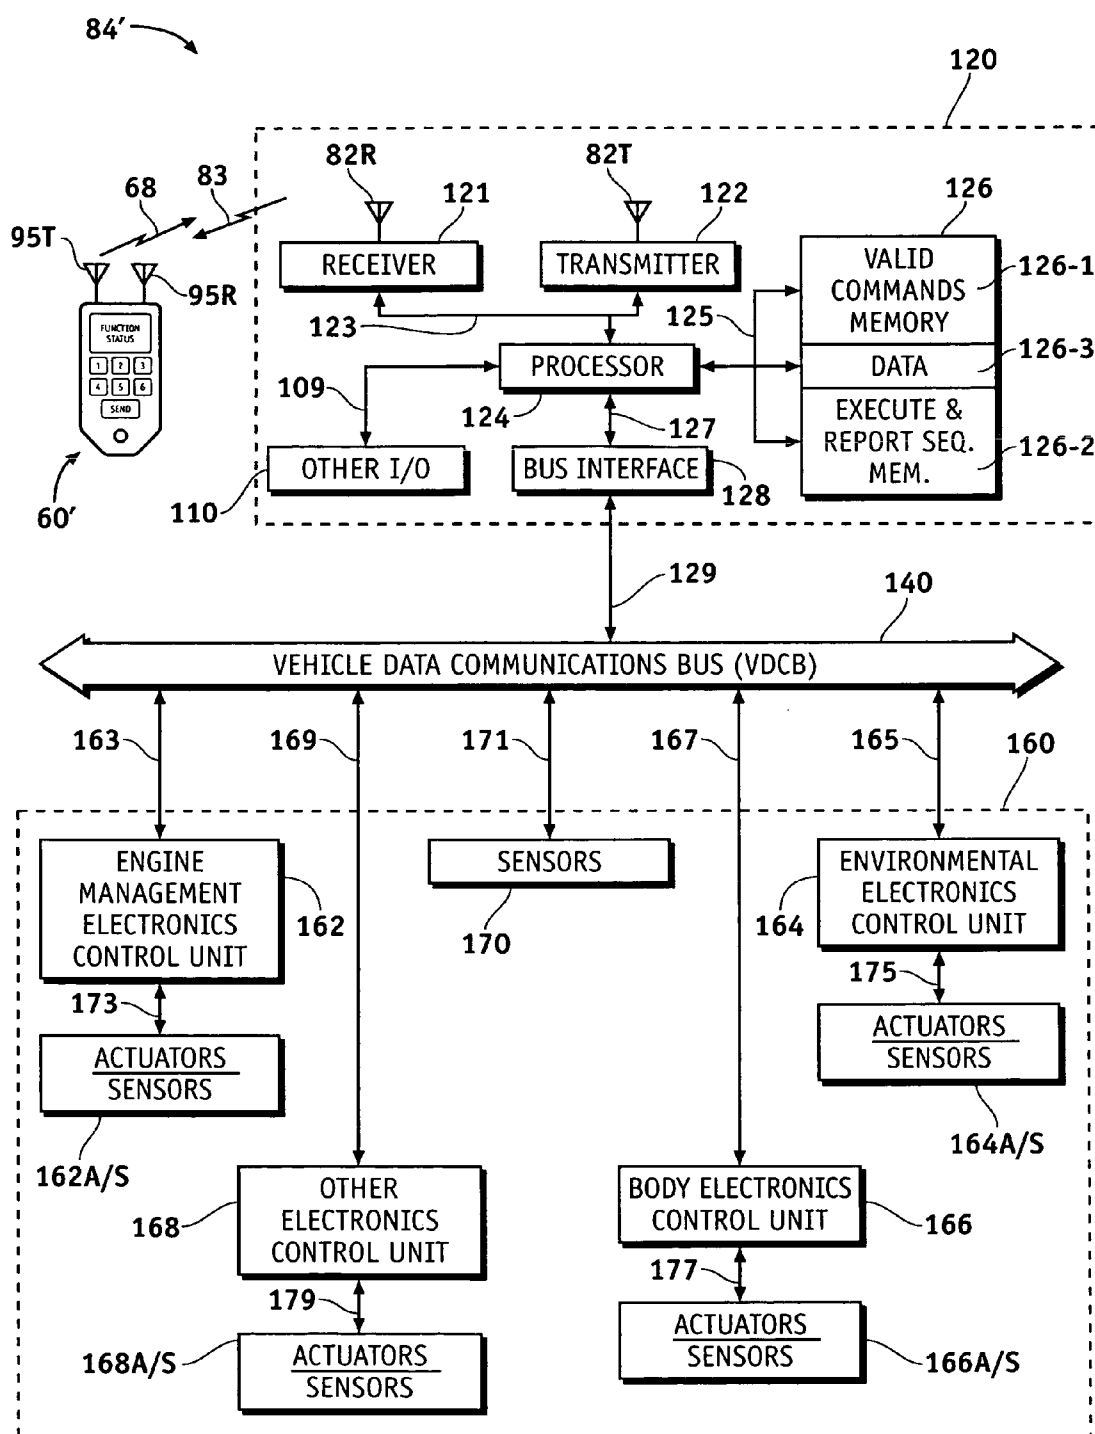 84′
120
82R
82T
68
83
121
122
126
95T
95R
RECEIVER
TRANSMITTER
VALID
COMMANDS
MEMORY
126-1
123
125
FUNCTION
STATUS
1 2 3
4 5 6
SEND
PROCESSOR
DATA
126-3
109
124
127
EXECUTE &
REPORT SEQ.
MEM.
126-2
OTHER I/O
BUS INTERFACE
128
110
60′
129
140
VEHICLE DATA COMMUNICATIONS BUS (VDCB)
163
169
171
167
165
160
ENGINE
MANAGEMENT
ELECTRONICS
CONTROL UNIT
162
SENSORS
170
ENVIRONMENTAL
ELECTRONICS
CONTROL UNIT
164
173
175
ACTUATORS
SENSORS
162A/S
ACTUATORS
SENSORS
164A/S
OTHER
ELECTRONICS
CONTROL UNIT
168
BODY ELECTRONICS
CONTROL UNIT
166
179
177
ACTUATORS
SENSORS
168A/S
ACTUATORS
SENSORS
166A/S